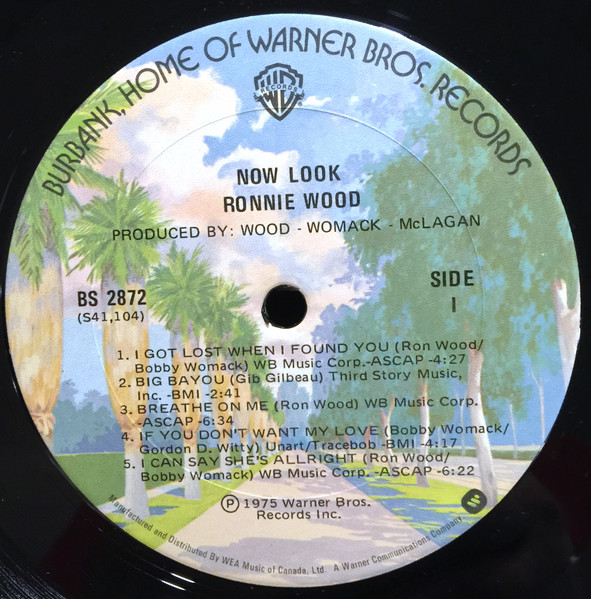 BURBANK, HOME OF WARNER BROS. RECORDS
WB
RECORDS
NOW LOOK
RONNIE WOOD
PRODUCED BY: WOOD - WOMACK - McLAGAN
BS 2872
(S41,104)
SIDE
I
1. I GOT LOST WHEN I FOUND YOU (Ron Wood/
Bobby Womack) WB Music Corp.-ASCAP -4:27
2. BIG BAYOU (Gib Gilbeau) Third Story Music,
Inc. -BMI -2:41
3. BREATHE ON ME (Ron Wood) WB Music Corp.
-ASCAP -6:34
4. IF YOU DON'T WANT MY LOVE (Bobby Womack/
Gordon D. Witty) Unart/Tracebob -BMI -4:17
5. I CAN SAY SHE'S ALLRIGHT (Ron Wood/
Bobby Womack) WB Music Corp. -ASCAP -6:22
Ⓟ 1975 Warner Bros.
Records Inc.
Manufactured and Distributed By WEA Music of Canada, Ltd. A Warner Communications Company